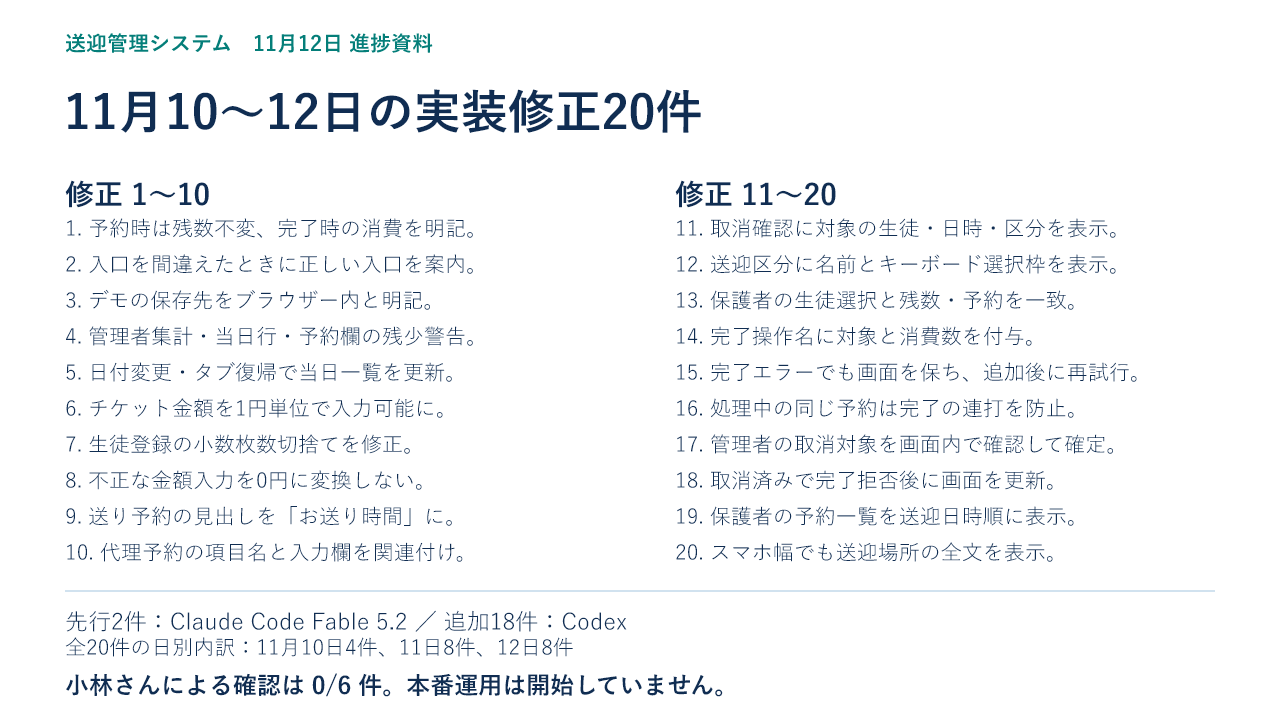 送迎管理システム　11月12日 進捗資料
11月10〜12日の実装修正20件
修正 1〜10
1. 予約時は残数不変、完了時の消費を明記。
2. 入口を間違えたときに正しい入口を案内。
3. デモの保存先をブラウザー内と明記。
4. 管理者集計・当日行・予約欄の残少警告。
5. 日付変更・タブ復帰で当日一覧を更新。
6. チケット金額を1円単位で入力可能に。
7. 生徒登録の小数枚数切捨てを修正。
8. 不正な金額入力を0円に変換しない。
9. 送り予約の見出しを「お送り時間」に。
10. 代理予約の項目名と入力欄を関連付け。
修正 11〜20
11. 取消確認に対象の生徒・日時・区分を表示。
12. 送迎区分に名前とキーボード選択枠を表示。
13. 保護者の生徒選択と残数・予約を一致。
14. 完了操作名に対象と消費数を付与。
15. 完了エラーでも画面を保ち、追加後に再試行。
16. 処理中の同じ予約は完了の連打を防止。
17. 管理者の取消対象を画面内で確認して確定。
18. 取消済みで完了拒否後に画面を更新。
19. 保護者の予約一覧を送迎日時順に表示。
20. スマホ幅でも送迎場所の全文を表示。
先行2件：Claude Code Fable 5.2 ／ 追加18件：Codex
全20件の日別内訳：11月10日4件、11日8件、12日8件
小林さんによる確認は 0/6 件。本番運用は開始していません。